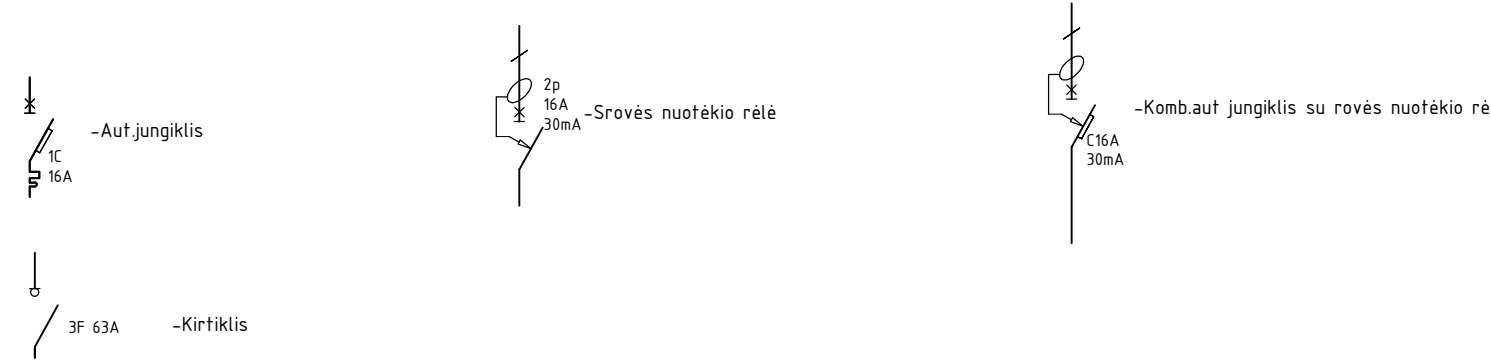 -Aut.jungiklis
1C
16A
2p
16A
30mA
-Srovės nuotėkio rėlė
-Komb.aut jungiklis su rovės nuotėkio rė
C16A
30mA
3F 63A
-Kirtiklis